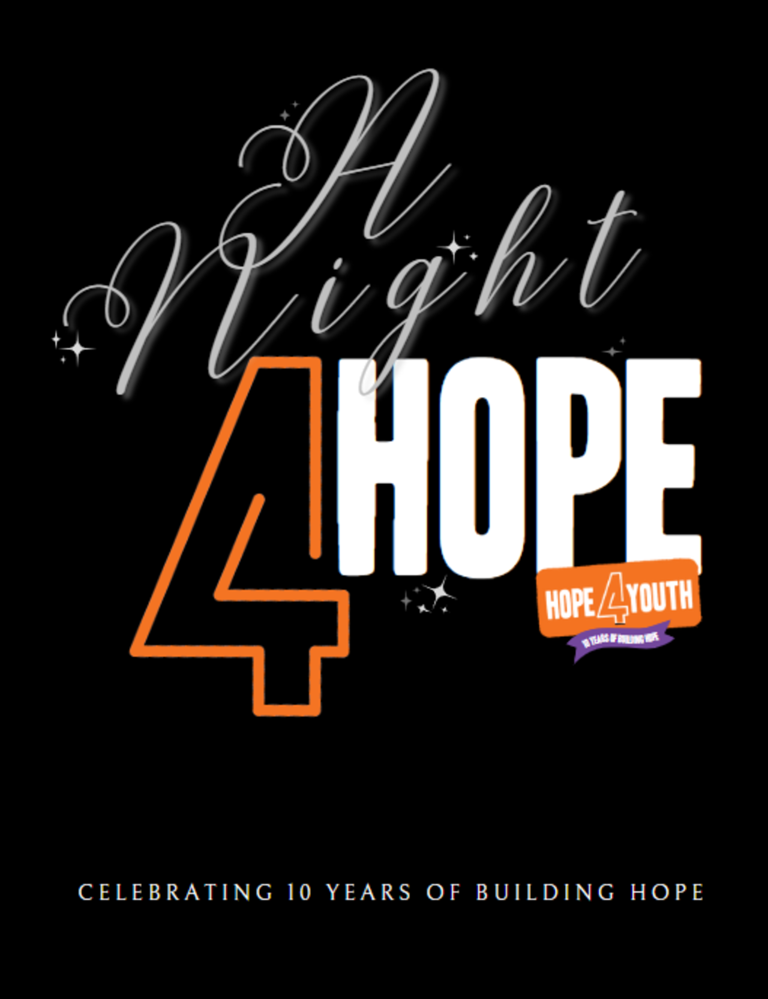 A
Night
4HOPE
HOPE4YOUTH
10 YEARS OF BUILDING HOPE
CELEBRATING 10 YEARS OF BUILDING HOPE